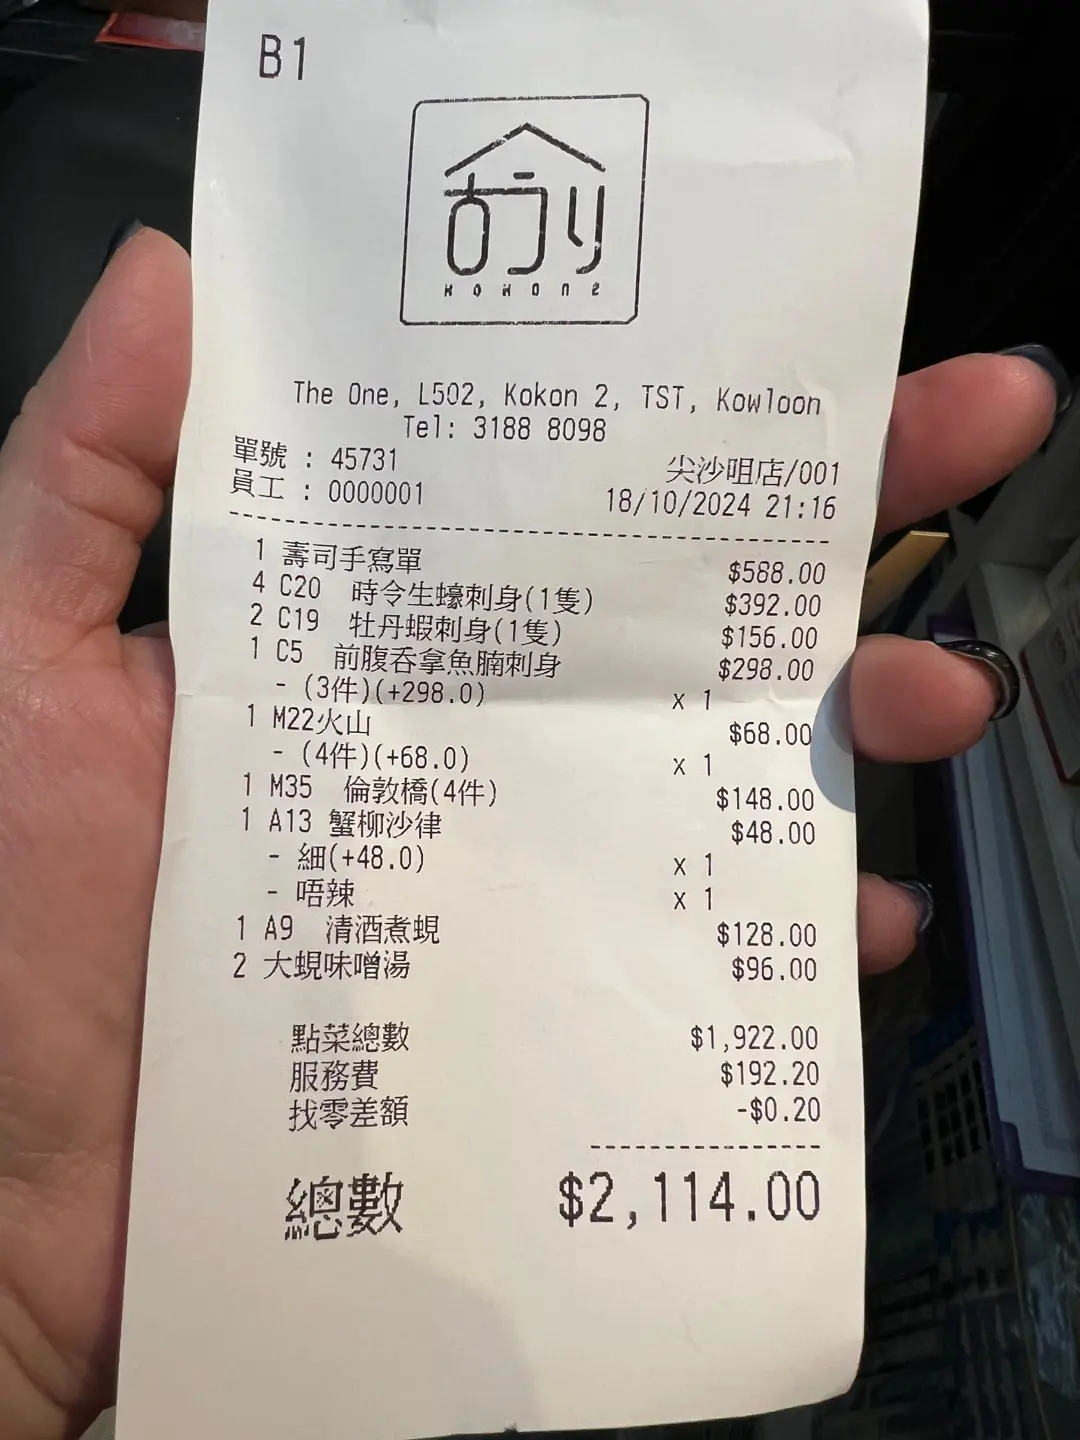 B1
KOKON2
The One, L502, Kokon 2, TST, Kowloon
Tel: 3188 8098
單號 : 45731
尖沙咀店/001
員工 : 0000001
18/10/2024 21:16
1 壽司手寫單 $588.00
4 C20 時令生蠔刺身(1隻) $392.00
2 C19 牡丹蝦刺身(1隻) $156.00
1 C5 前腹吞拿魚腩刺身 $298.00
- (3件)(+298.0) x 1
1 M22火山 $68.00
- (4件)(+68.0) x 1
1 M35 倫敦橋(4件) $148.00
1 A13 蟹柳沙律 $48.00
- 細(+48.0) x 1
- 唔辣 x 1
1 A9 清酒煮蜆 $128.00
2 大蜆味噌湯 $96.00
點菜總數 $1,922.00
服務費 $192.20
找零差額 -$0.20
總數 $2,114.00